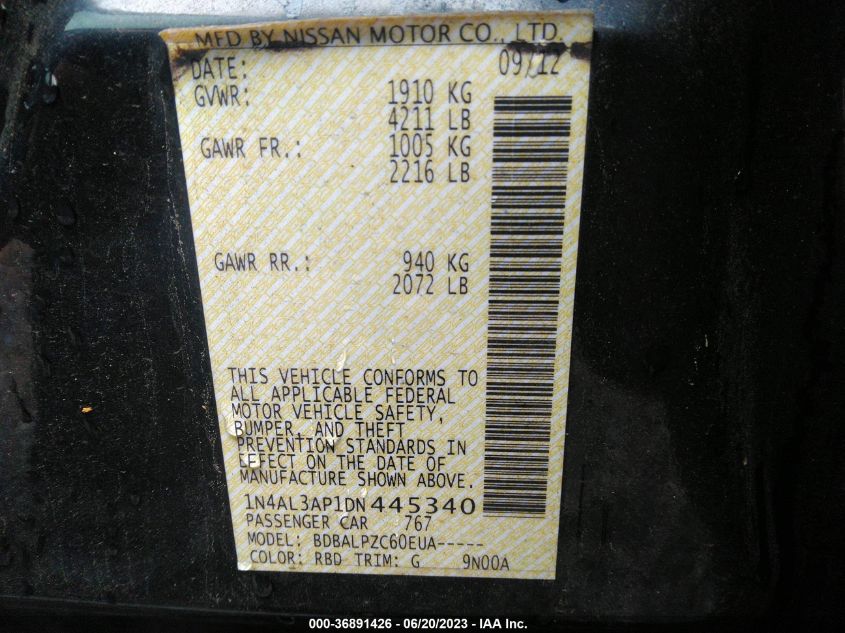 MFD BY NISSAN MOTOR CO., LTD.
DATE: 09/12
GVWR: 1910 KG
4211 LB
GAWR FR.: 1005 KG
2216 LB
GAWR RR.: 940 KG
2072 LB
THIS VEHICLE CONFORMS TO
ALL APPLICABLE FEDERAL
MOTOR VEHICLE SAFETY,
BUMPER, AND THEFT
PREVENTION STANDARDS IN
EFFECT ON THE DATE OF
MANUFACTURE SHOWN ABOVE.
1N4AL3AP1DN445340
PASSENGER CAR 767
MODEL: BDBALPZC60EUA-----
COLOR: RBD TRIM: G 9N00A
000-36891426 - 06/20/2023 - IAA Inc.